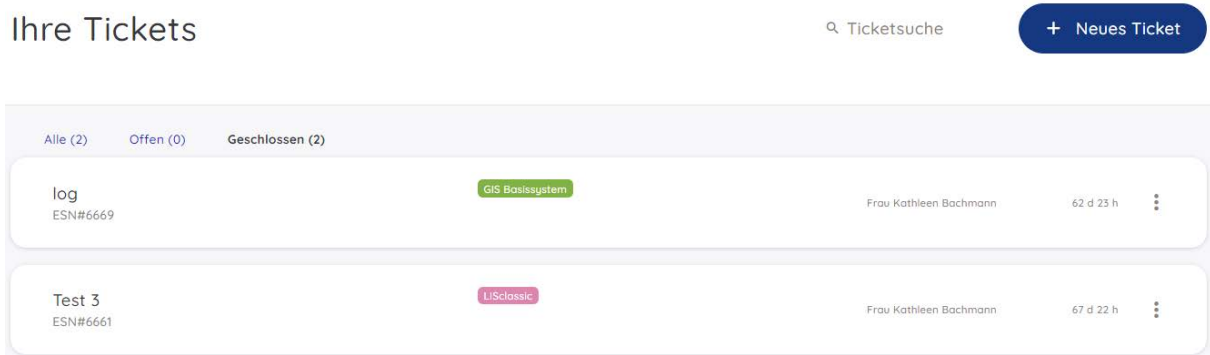 Ihre Tickets
Ticketsuche
+ Neues Ticket
Alle (2) Offen (0) Geschlossen (2)
log
ESN#6669
GIS Basissystem
Frau Kathleen Bachmann
62 d 23 h
Test 3
ESN#6661
LISclassic
Frau Kathleen Bachmann
67 d 22 h